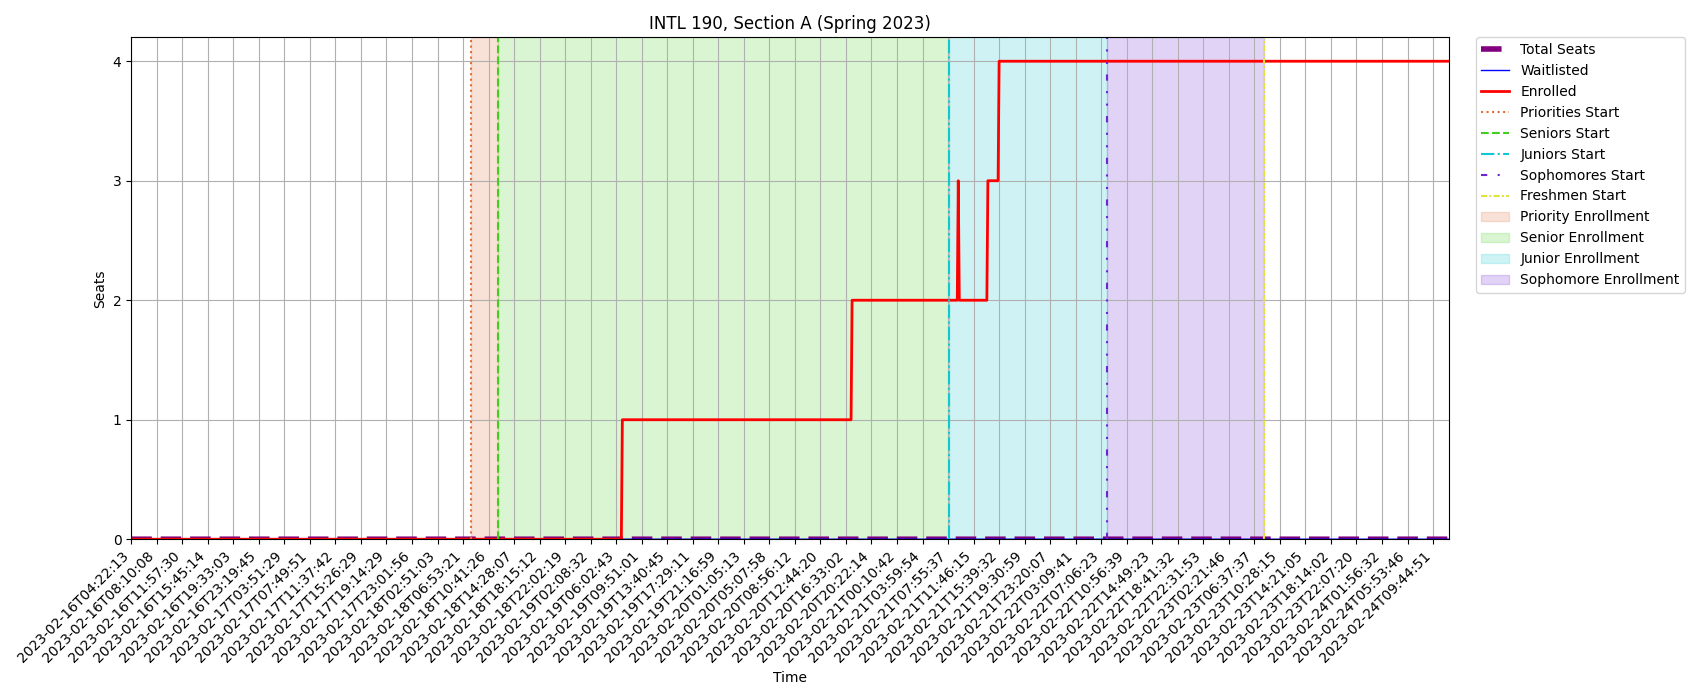 INTL 190, Section A (Spring 2023)
4
3
2
1
0
Seats
2023-02-16T04:22:13
2023-02-16T08:10:08
2023-02-16T11:57:30
2023-02-16T15:45:14
2023-02-16T19:33:03
2023-02-16T23:19:45
2023-02-17T03:51:29
2023-02-17T07:49:51
2023-02-17T11:37:42
2023-02-17T15:26:29
2023-02-17T19:14:29
2023-02-17T23:01:56
2023-02-18T02:51:03
2023-02-18T06:53:21
2023-02-18T10:41:26
2023-02-18T14:28:07
2023-02-18T18:15:12
2023-02-18T22:02:19
2023-02-19T02:08:32
2023-02-19T06:02:43
2023-02-19T09:51:01
2023-02-19T13:40:45
2023-02-19T17:29:11
2023-02-19T21:16:59
2023-02-20T01:05:13
2023-02-20T05:07:58
2023-02-20T08:56:12
2023-02-20T12:44:20
2023-02-20T16:33:02
2023-02-20T20:22:14
2023-02-21T00:10:42
2023-02-21T03:59:54
2023-02-21T07:55:37
2023-02-21T11:46:15
2023-02-21T15:39:32
2023-02-21T19:30:59
2023-02-21T23:20:07
2023-02-22T03:09:41
2023-02-22T07:06:23
2023-02-22T10:56:39
2023-02-22T14:49:23
2023-02-22T18:41:32
2023-02-22T22:31:53
2023-02-23T02:21:46
2023-02-23T06:37:37
2023-02-23T10:28:15
2023-02-23T14:21:05
2023-02-23T18:14:02
2023-02-23T22:07:20
2023-02-24T01:56:32
2023-02-24T05:53:46
2023-02-24T09:44:51
Time
Total Seats
Waitlisted
Enrolled
Priorities Start
Seniors Start
Juniors Start
Sophomores Start
Freshmen Start
Priority Enrollment
Senior Enrollment
Junior Enrollment
Sophomore Enrollment